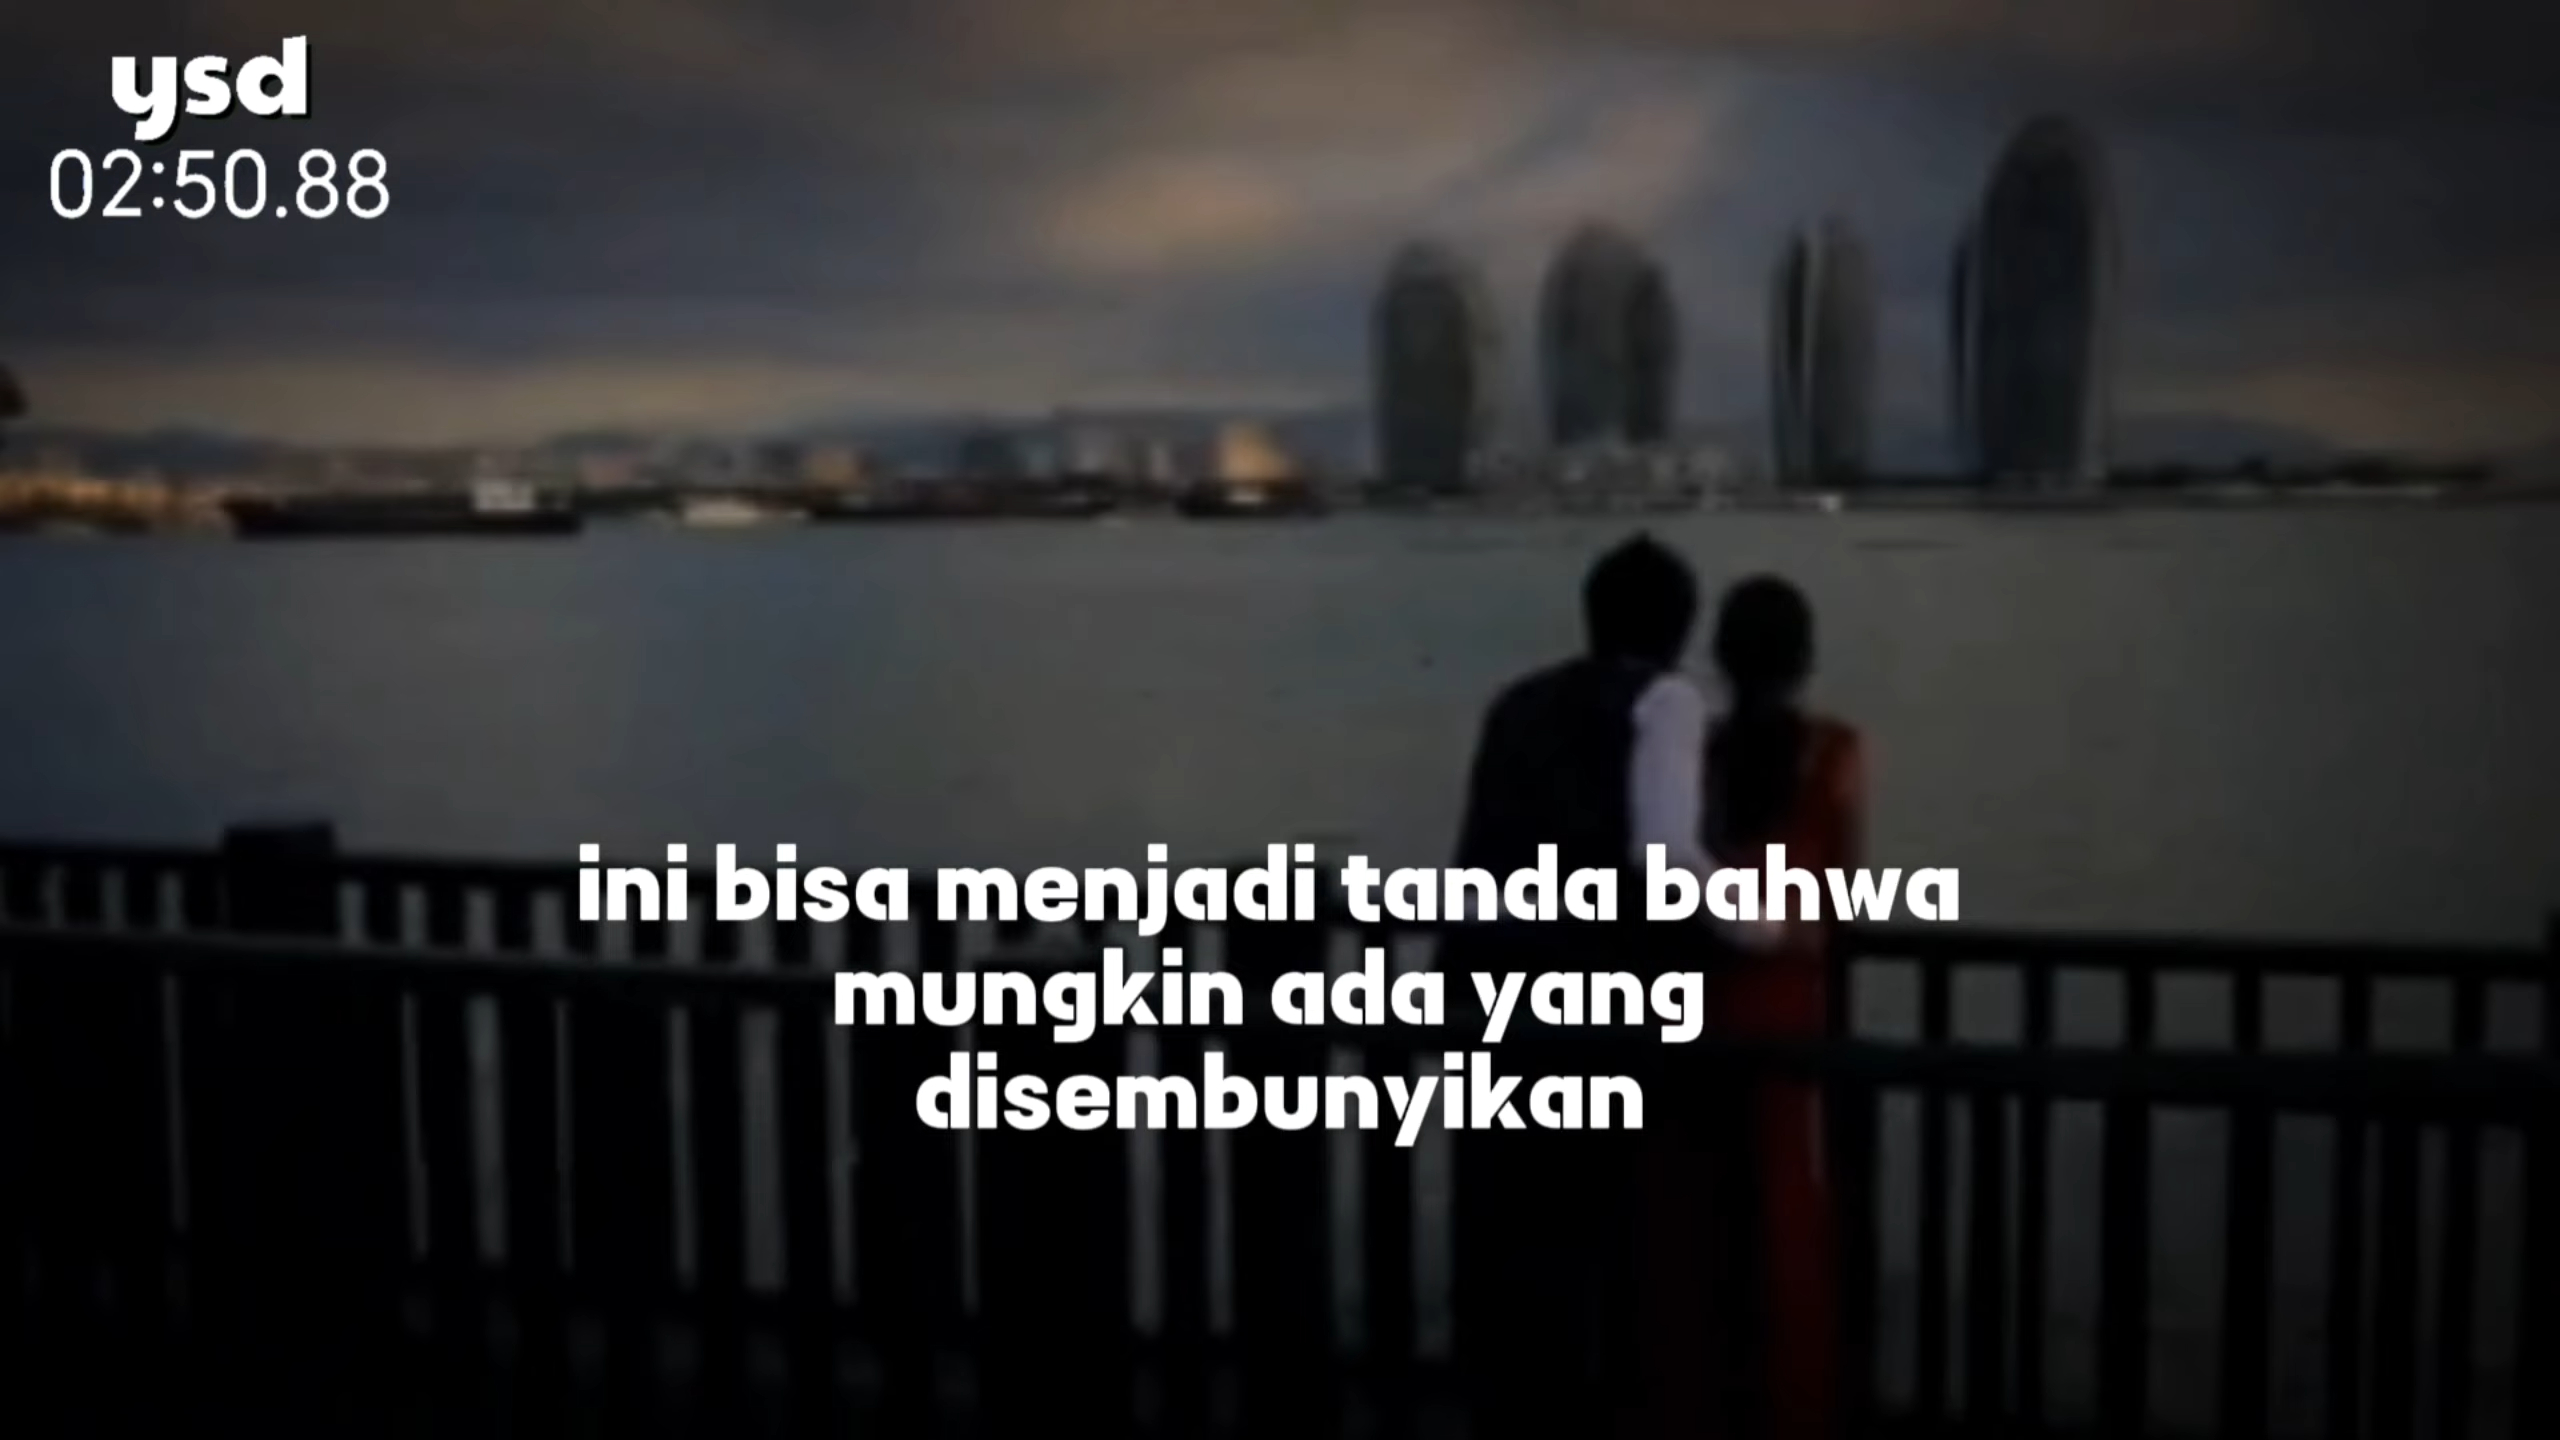 ysd
02:50.88
ini bisa menjadi tanda bahwa
mungkin ada yang
disembunyikan